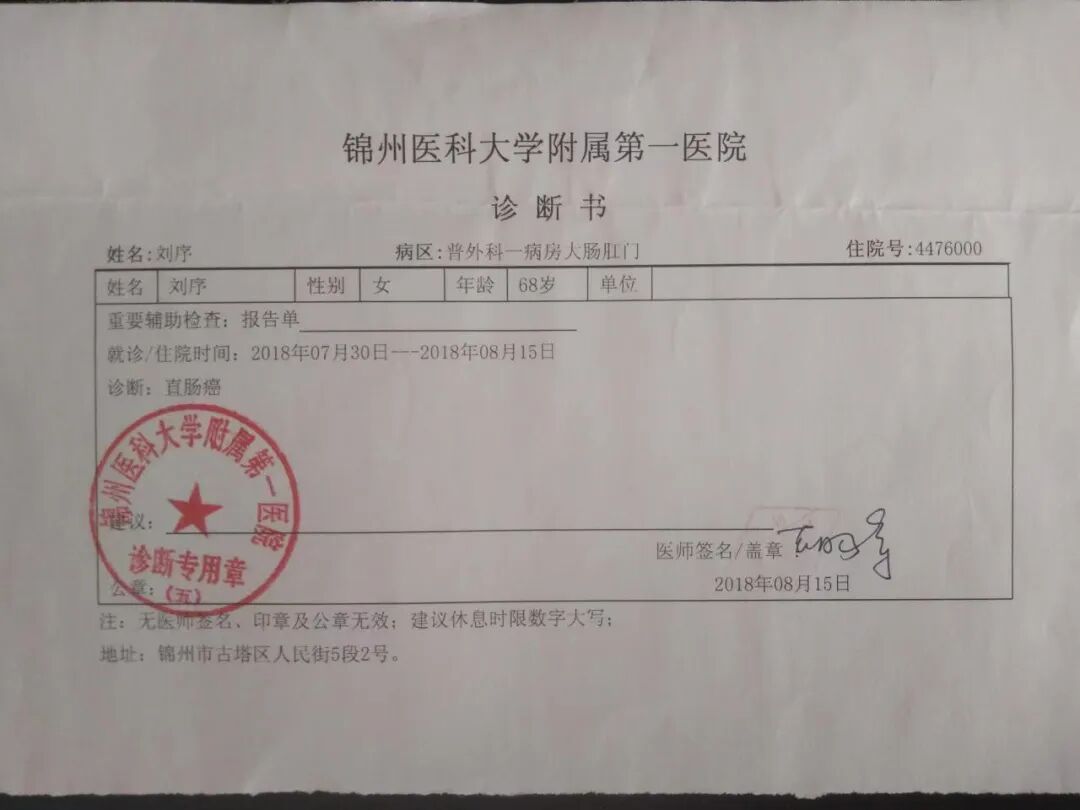 锦州医科大学附属第一医院
诊断书
姓名:刘序 病区:普外科一病房大肠肛门 住院号:4476000
姓名 刘序 性别 女 年龄 68岁 单位
重要辅助检查：报告单
就诊/住院时间：2018年07月30日---2018年08月15日
诊断：直肠癌
锦州医科大学附属第一医院
诊断专用章
(五)
建议：
医师签名/盖章：
2018年08月15日
公章：
注：无医师签名、印章及公章无效；建议休息时限数字大写；
地址：锦州市古塔区人民街5段2号。